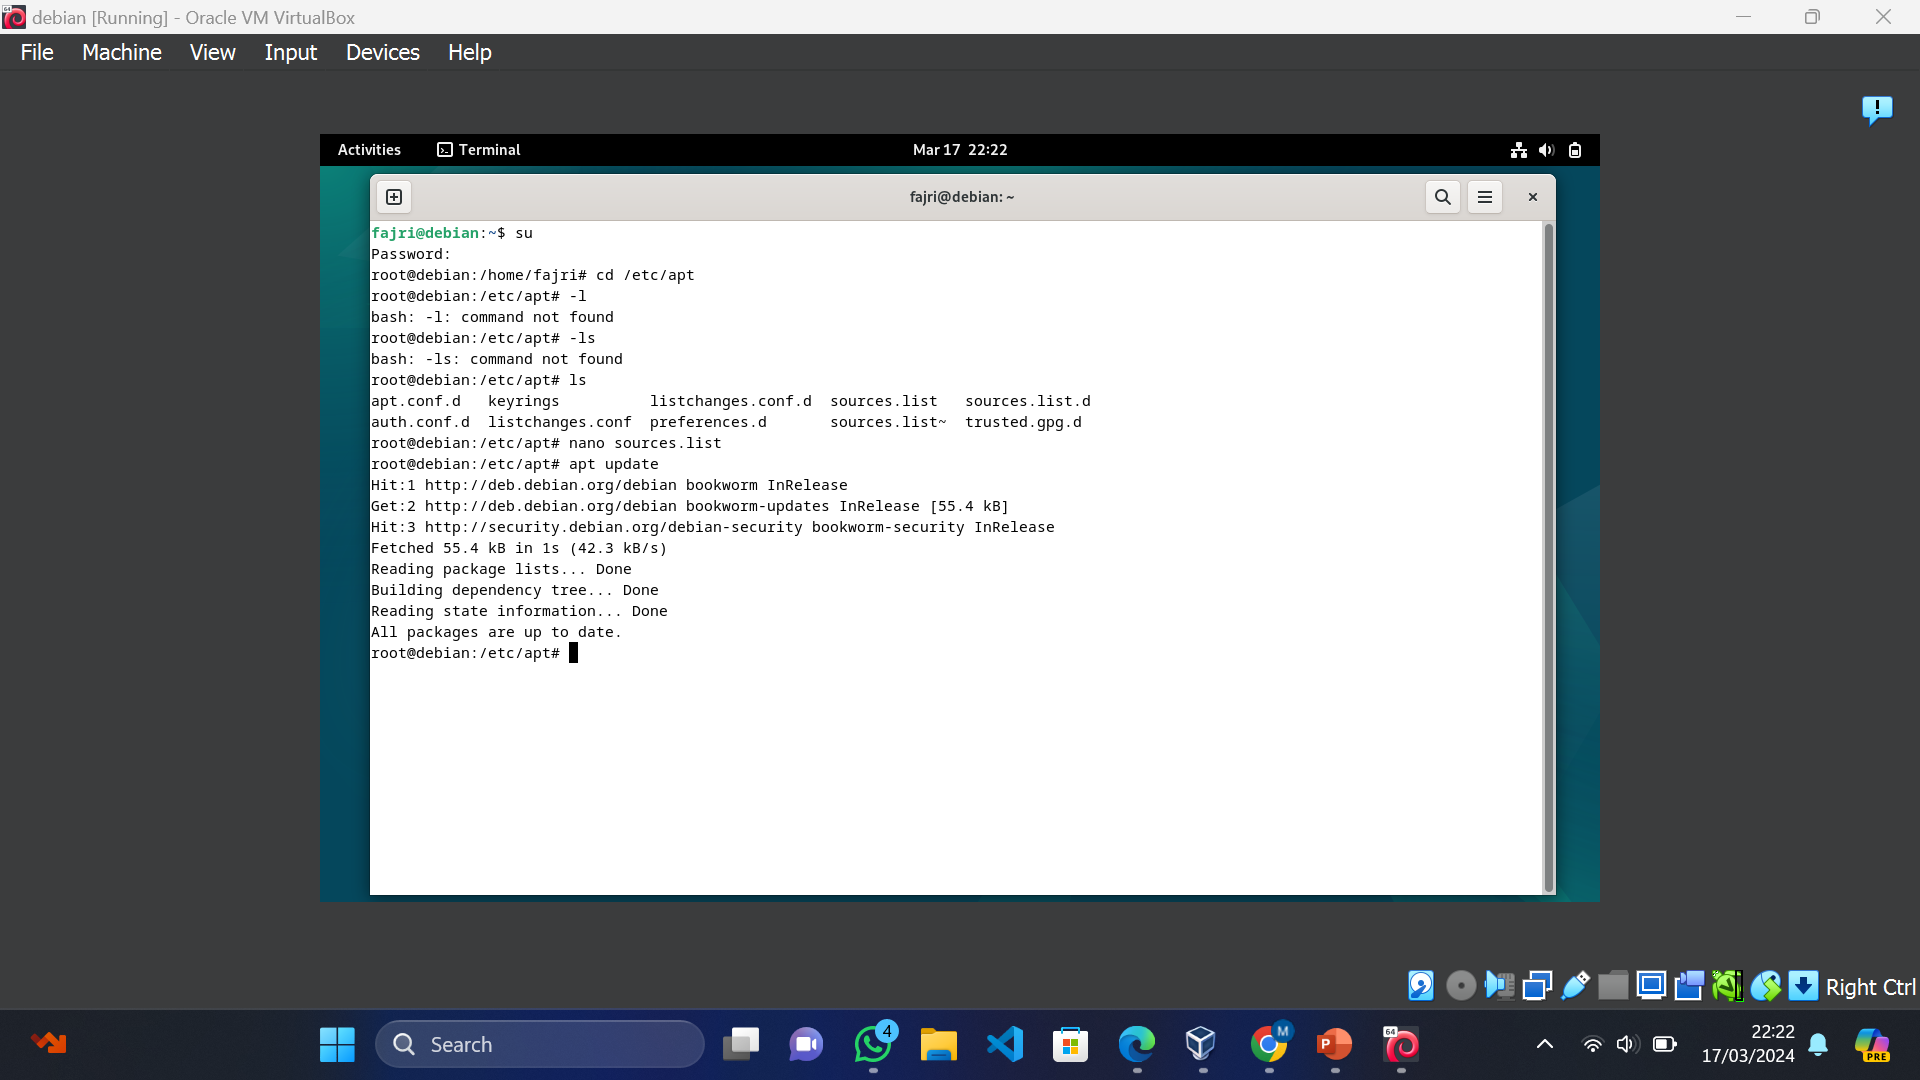 debian [Running] - Oracle VM VirtualBox
File Machine View Input Devices Help
Activities Terminal Mar 17 22:22
fajri@debian: ~
fajri@debian:~$ su
Password:
root@debian:/home/fajri# cd /etc/apt
root@debian:/etc/apt# -l
bash: -l: command not found
root@debian:/etc/apt# -ls
bash: -ls: command not found
root@debian:/etc/apt# ls
apt.conf.d   keyrings          listchanges.conf.d  sources.list   sources.list.d
auth.conf.d  listchanges.conf  preferences.d       sources.list~  trusted.gpg.d
root@debian:/etc/apt# nano sources.list
root@debian:/etc/apt# apt update
Hit:1 http://deb.debian.org/debian bookworm InRelease
Get:2 http://deb.debian.org/debian bookworm-updates InRelease [55.4 kB]
Hit:3 http://security.debian.org/debian-security bookworm-security InRelease
Fetched 55.4 kB in 1s (42.3 kB/s)
Reading package lists... Done
Building dependency tree... Done
Reading state information... Done
All packages are up to date.
root@debian:/etc/apt#
Right Ctrl
Search
4
M
P
64
22:22
17/03/2024
PRE